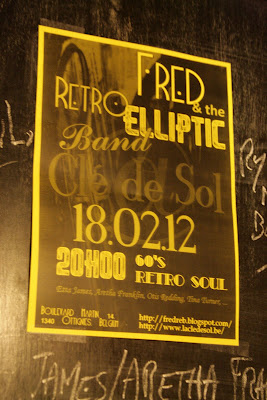 FRED
RETRO & the
ELLIPTIC
Band
Clé de Sol
18.02.12
20H00 60'S
RETRO SOUL
Etta James, Aretha Franklin, Otis Redding, Tina Turner, ...
BOULEVARD MARTIN 14,
1340 OTTIGNIES, BELGIUM
http://fredreb.blogspot.com/
http://www.lacledesol.be/
JAMES/ARETHA FRA